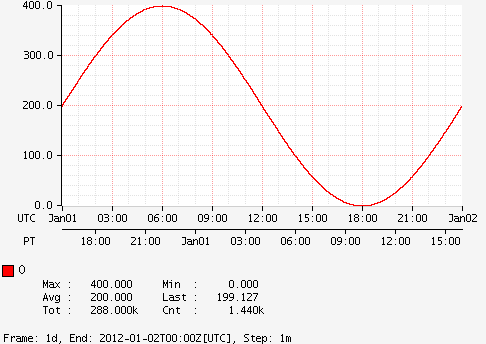 400.0
300.0
200.0
100.0
0.0
UTC Jan01 03:00 06:00 09:00 12:00 15:00 18:00 21:00 Jan02
PT 18:00 21:00 Jan01 03:00 06:00 09:00 12:00 15:00
0
Max : 400.000 Min : 0.000
Avg : 200.000 Last : 199.127
Tot : 288.000k Cnt : 1.440k
Frame: 1d, End: 2012-01-02T00:00Z[UTC], Step: 1m